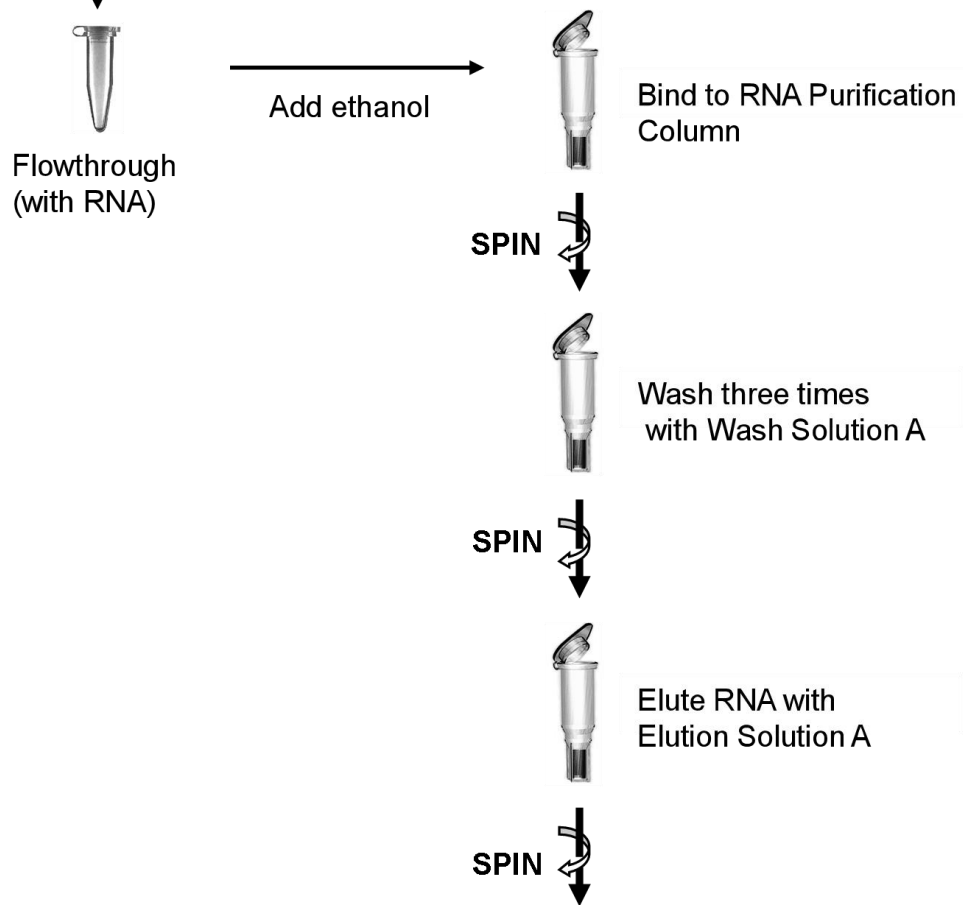 Add ethanol
Flowthrough
(with RNA)
Bind to RNA Purification
Column
SPIN
Wash three times
with Wash Solution A
SPIN
Elute RNA with
Elution Solution A
SPIN